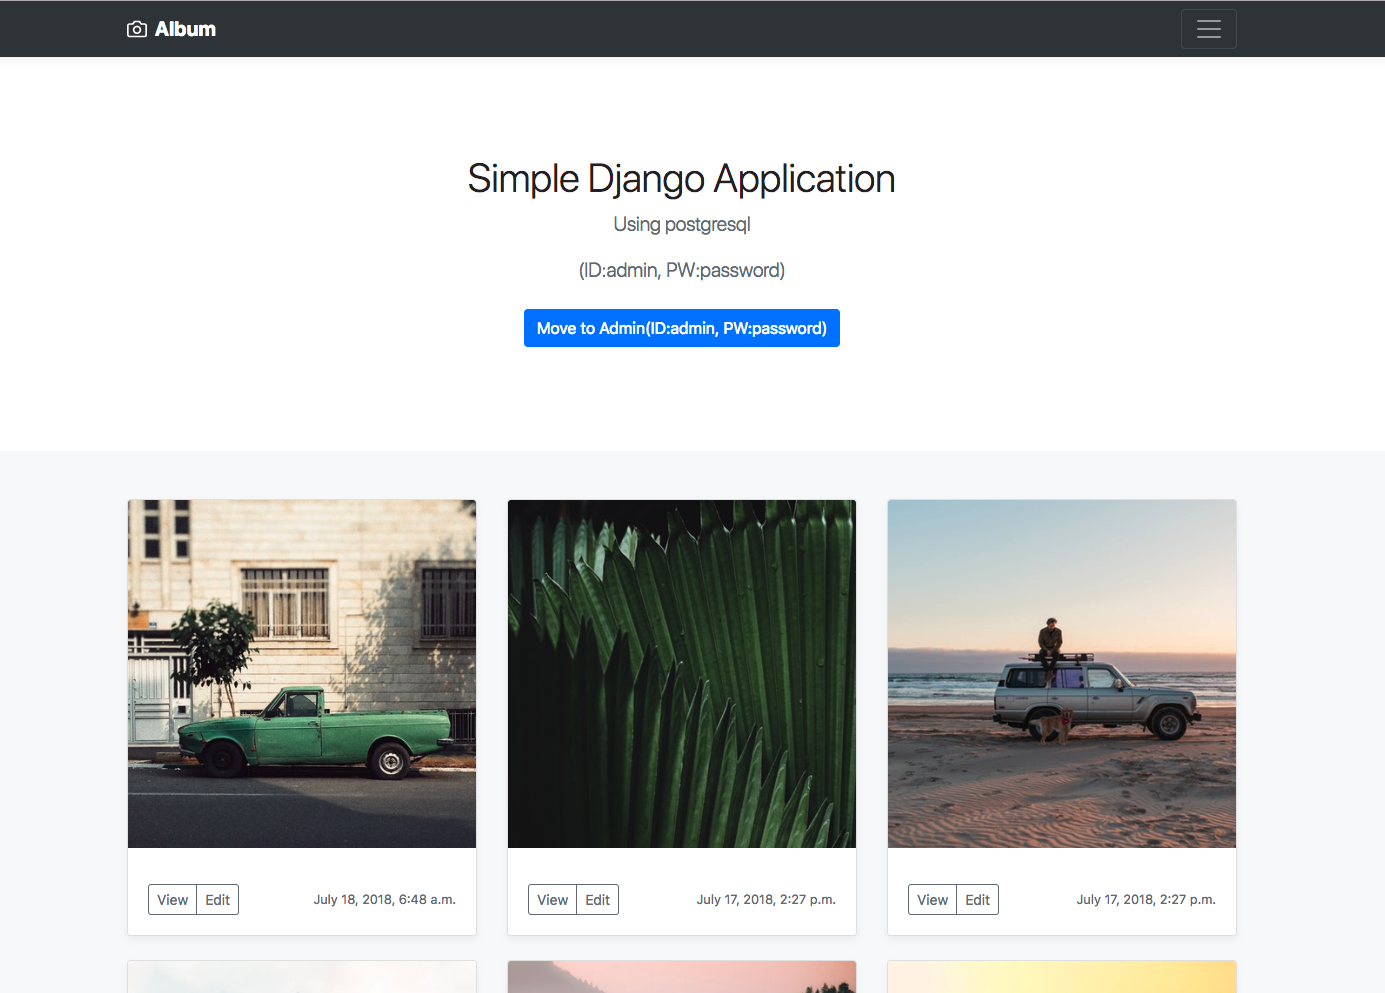 Album
Simple Django Application
Using postgresql
(ID:admin, PW:password)
Move to Admin(ID:admin, PW:password)
View Edit July 18, 2018, 6:48 a.m.
View Edit July 17, 2018, 2:27 p.m.
View Edit July 17, 2018, 2:27 p.m.